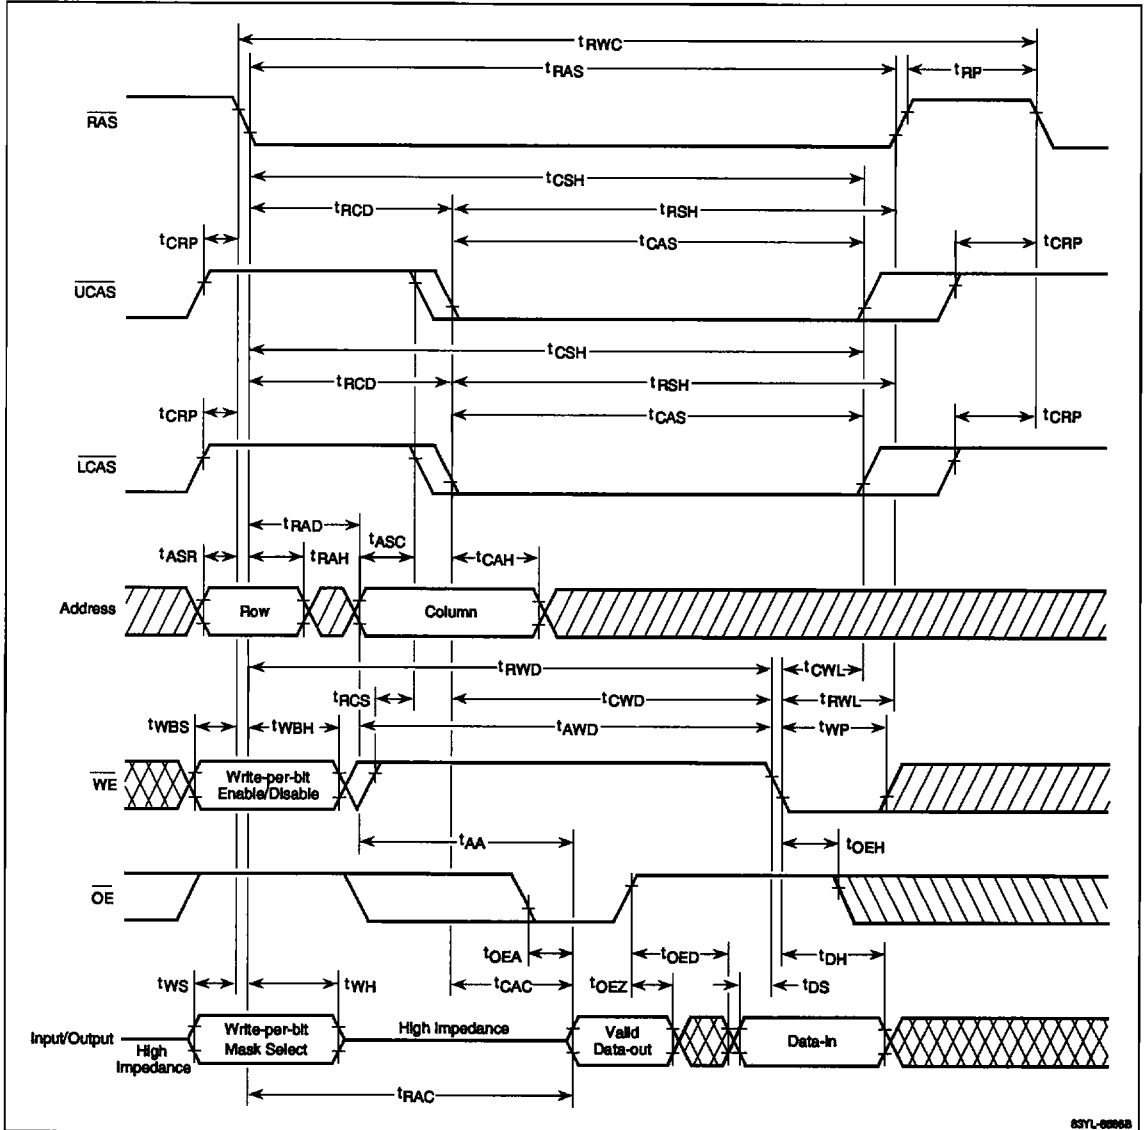 tRWC
tRAS
tRP
RAS
tCSH
tRCD
tRSH
tCRP
tCAS
tCRP
UCAS
tCSH
tRCD
tRSH
tCRP
tCAS
tCRP
LCAS
tRAD
tASC
tASR
tRAH
tCAH
Address
Row
Column
tRWD
tCWL
tRCS
tCWD
tRWL
tWBS
tWBH
tAWD
tWP
WE
Write-per-bit
Enable/Disable
tAA
tOEH
OE
tOEA
tOED
tDH
tWS
tWH
tCAC
tOEZ
tDS
Input/Output
High
Impedance
Write-per-bit
Mask Select
High Impedance
Valid
Data-out
Data-in
tRAC